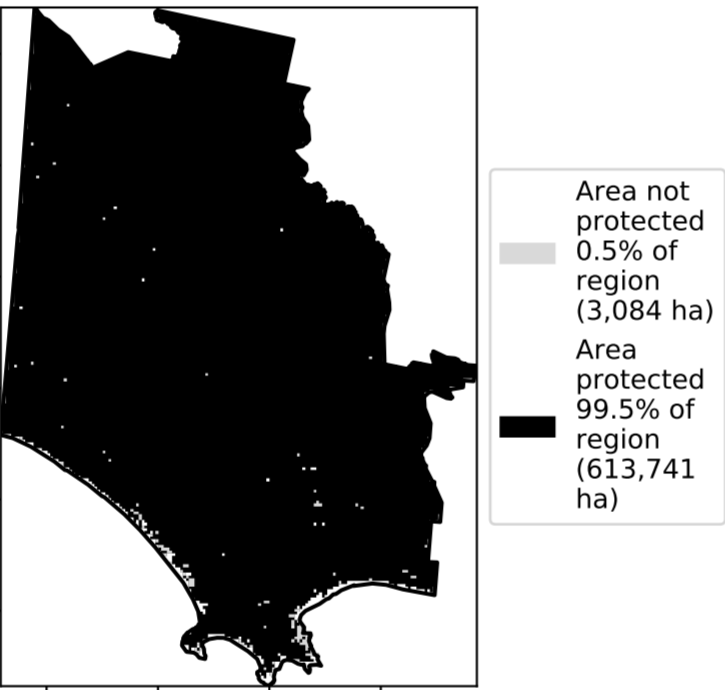 Area not
protected
0.5% of
region
(3,084 ha)
Area
protected
99.5% of
region
(613,741
ha)